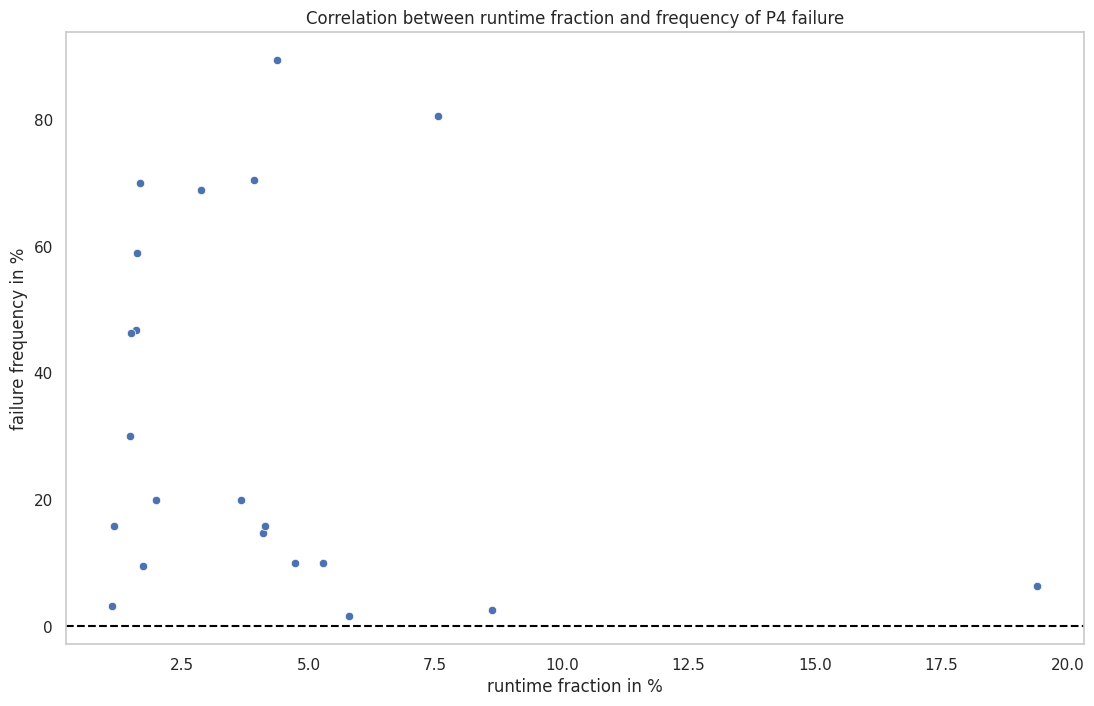 Correlation between runtime fraction and frequency of P4 failure
failure frequency in %
80
60
40
20
0
2.5 5.0 7.5 10.0 12.5 15.0 17.5 20.0
runtime fraction in %